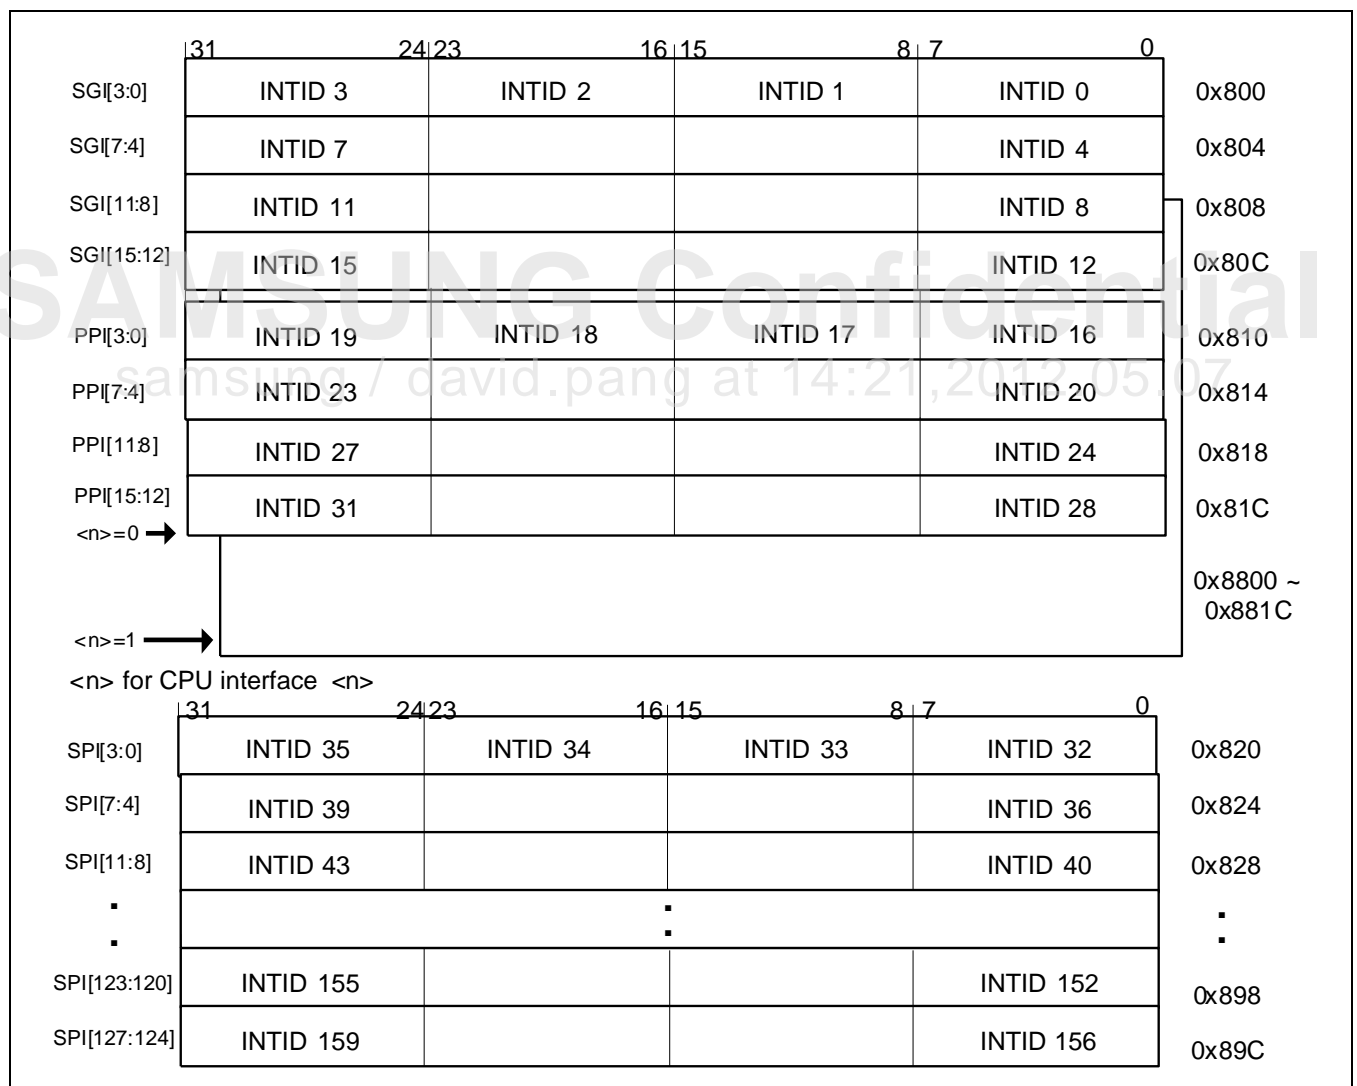 31 24 23 16 15 8 7 0
SGI[3:0] INTID 3 INTID 2 INTID 1 INTID 0 0x800
SGI[7:4] INTID 7 INTID 4 0x804
SGI[11:8] INTID 11 INTID 8 0x808
SGI[15:12] INTID 15 INTID 12 0x80C
SAMSUNG Confidential
PPI[3:0] INTID 19 INTID 18 INTID 17 INTID 16 0x810
samsung / david.pang at 14:21,2012.05.07
PPI[7:4] INTID 23 INTID 20 0x814
PPI[11:8] INTID 27 INTID 24 0x818
PPI[15:12] INTID 31 INTID 28 0x81C
<n>=0
0x8800 ~
0x881C
<n>=1
<n> for CPU interface <n>
31 24 23 16 15 8 7 0
SPI[3:0] INTID 35 INTID 34 INTID 33 INTID 32 0x820
SPI[7:4] INTID 39 INTID 36 0x824
SPI[11:8] INTID 43 INTID 40 0x828
: : :
SPI[123:120] INTID 155 INTID 152 0x898
SPI[127:124] INTID 159 INTID 156 0x89C